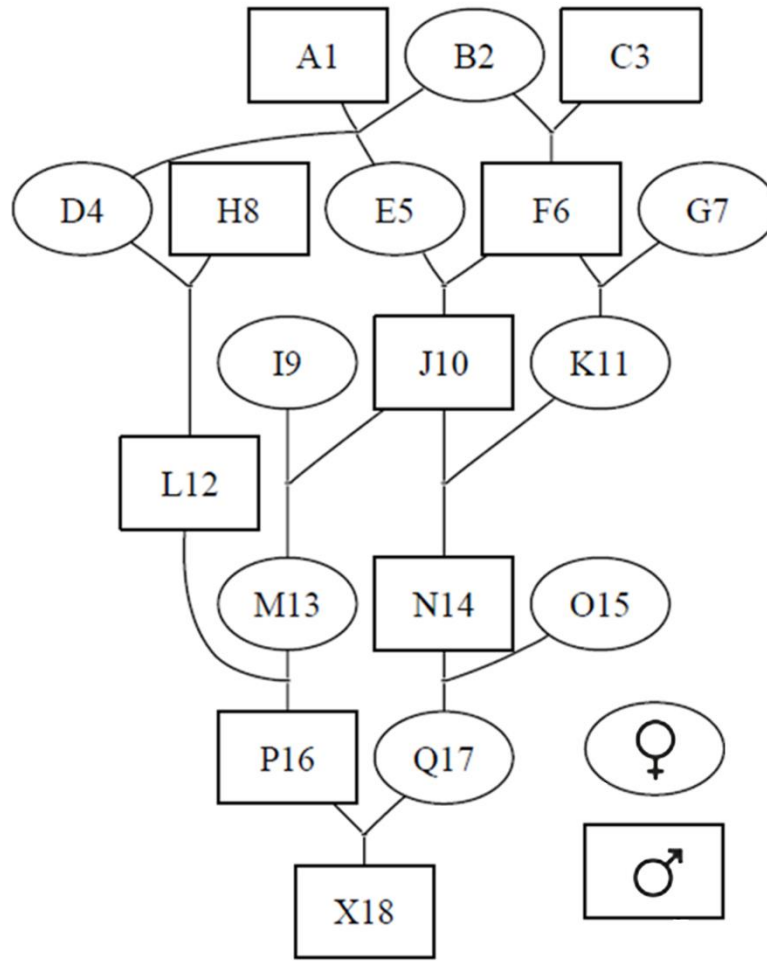 A1 B2 C3
D4 H8 E5 F6 G7
I9 J10 K11
L12
M13 N14 O15
P16 Q17
♀
♂
X18